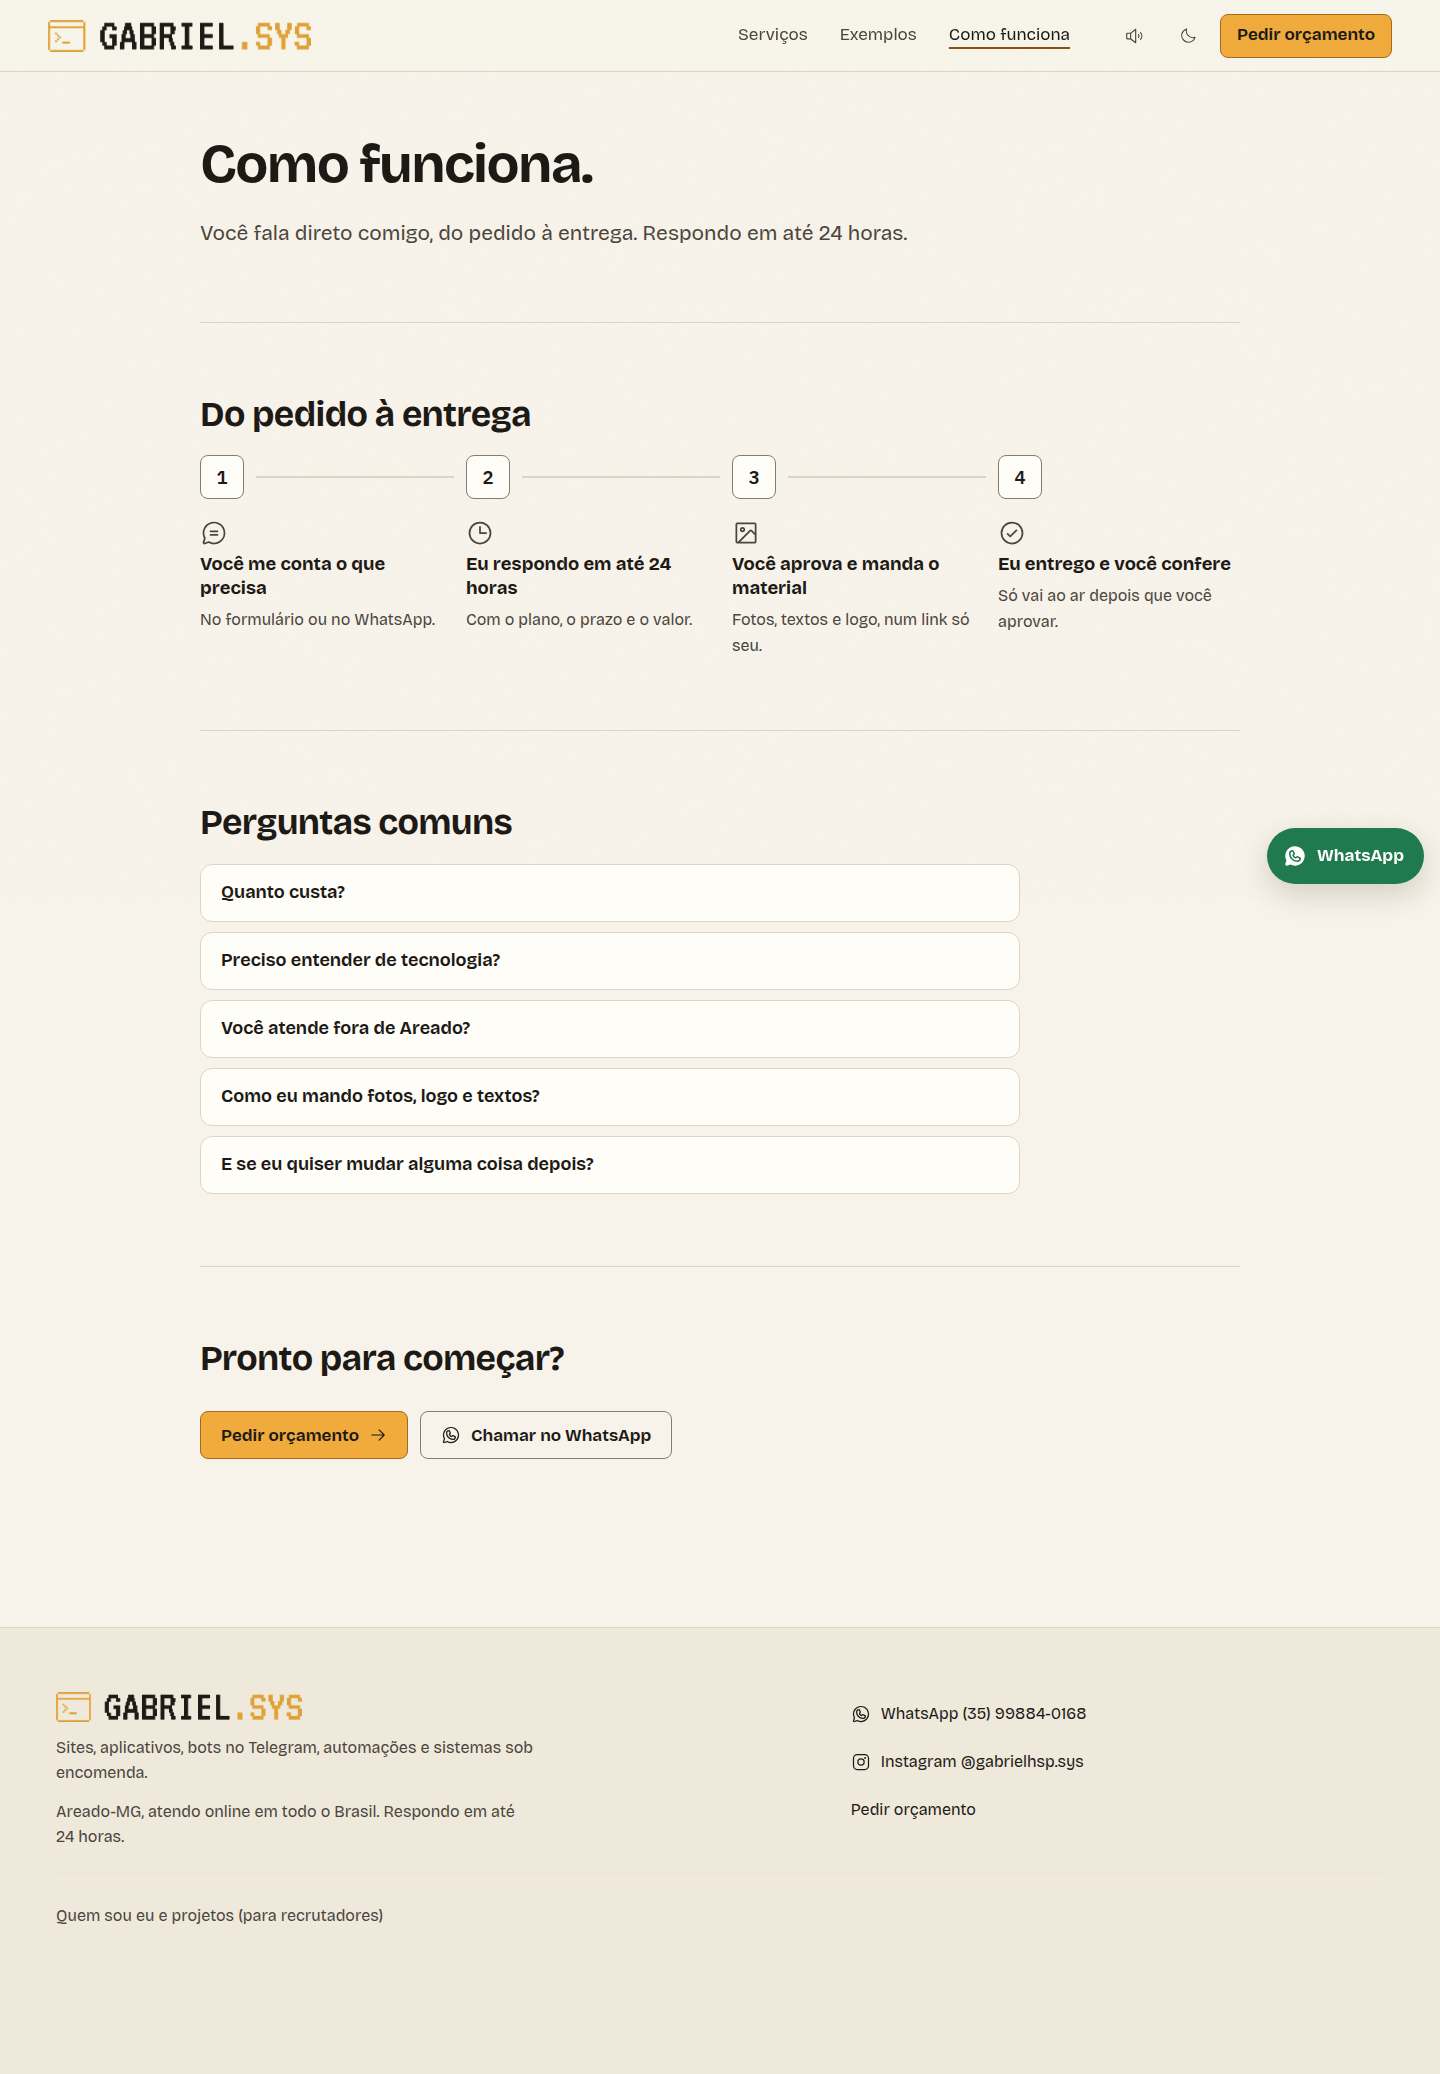 GABRIEL.SYS
Serviços
Exemplos
Como funciona
Pedir orçamento
Como funciona.
Você fala direto comigo, do pedido à entrega. Respondo em até 24 horas.
Do pedido à entrega
1
2
3
4
Você me conta o que
precisa
No formulário ou no WhatsApp.
Eu respondo em até 24
horas
Com o plano, o prazo e o valor.
Você aprova e manda o
material
Fotos, textos e logo, num link só
seu.
Eu entrego e você confere
Só vai ao ar depois que você
aprovar.
Perguntas comuns
WhatsApp
Quanto custa?
Preciso entender de tecnologia?
Você atende fora de Areado?
Como eu mando fotos, logo e textos?
E se eu quiser mudar alguma coisa depois?
Pronto para começar?
Pedir orçamento
Chamar no WhatsApp
GABRIEL.SYS
Sites, aplicativos, bots no Telegram, automações e sistemas sob
encomenda.
Areado-MG, atendo online em todo o Brasil. Respondo em até
24 horas.
WhatsApp (35) 99884-0168
Instagram @gabrielhsp.sys
Pedir orçamento
Quem sou eu e projetos (para recrutadores)